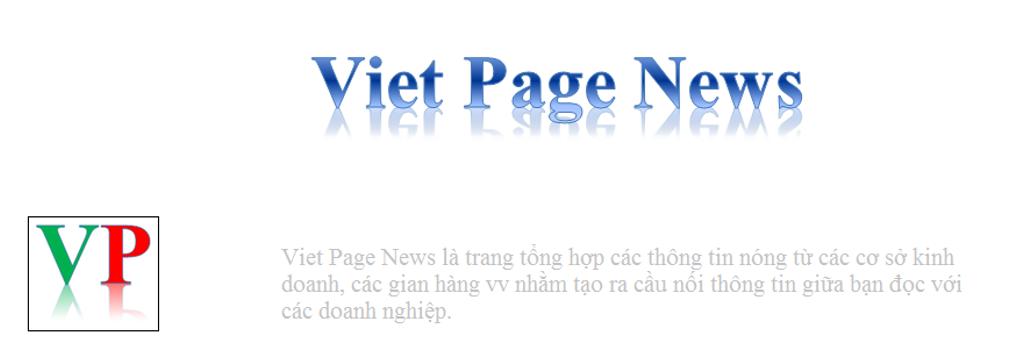 Viet Page News
VP
Viet Page News là trang tổng hợp các thông tin nóng từ các cơ sở kinh
doanh, các gian hàng vv nhằm tạo ra cầu nối thông tin giữa bạn đọc với
các doanh nghiệp.